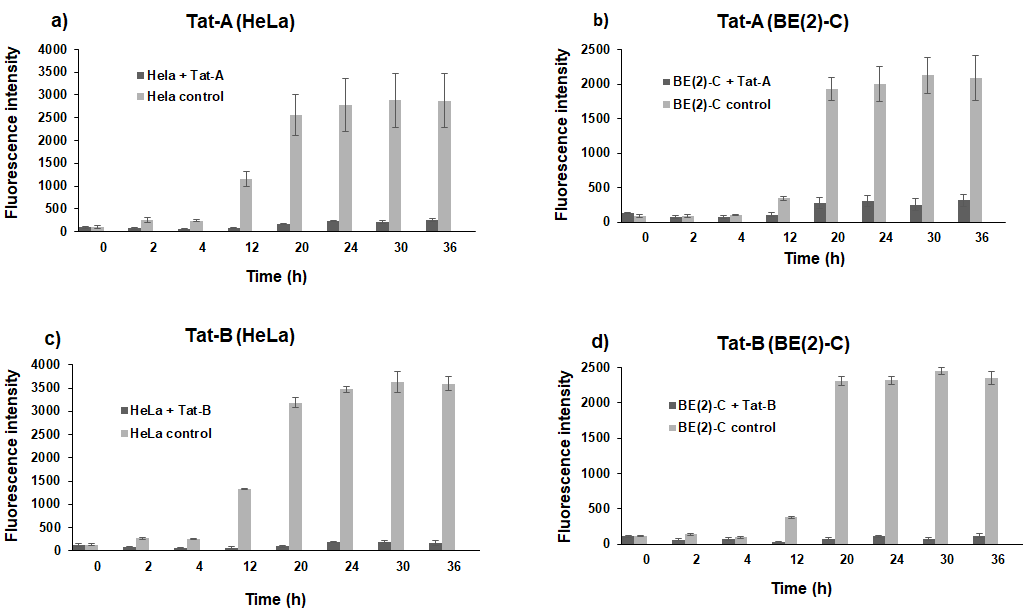 a)
Tat-A (HeLa)
Fluorescence intensity
4000
3500
3000
2500
2000
1500
1000
500
0
Hela + Tat-A
Hela control
0 2 4 12 20 24 30 36
Time (h)
b)
Tat-A (BE(2)-C)
Fluorescence intensity
2500
2000
1500
1000
500
0
BE(2)-C + Tat-A
BE(2)-C control
0 2 4 12 20 24 30 36
Time (h)
c)
Tat-B (HeLa)
Fluorescence intensity
4000
3500
3000
2500
2000
1500
1000
500
0
HeLa + Tat-B
HeLa control
0 2 4 12 20 24 30 36
Time (h)
d)
Tat-B (BE(2)-C)
Fluorescence intensity
2500
2000
1500
1000
500
0
BE(2)-C + Tat-B
BE(2)-C control
0 2 4 12 20 24 30 36
Time (h)